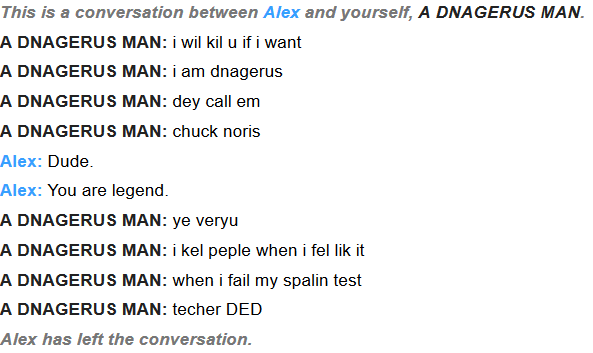 This is a conversation between Alex and yourself, A DNAGERUS MAN.
A DNAGERUS MAN: i wil kil u if i want
A DNAGERUS MAN: i am dnagerus
A DNAGERUS MAN: dey call em
A DNAGERUS MAN: chuck noris
Alex: Dude.
Alex: You are legend.
A DNAGERUS MAN: ye veryu
A DNAGERUS MAN: i kel peple when i fel lik it
A DNAGERUS MAN: when i fail my spalin test
A DNAGERUS MAN: techer DED
Alex has left the conversation.